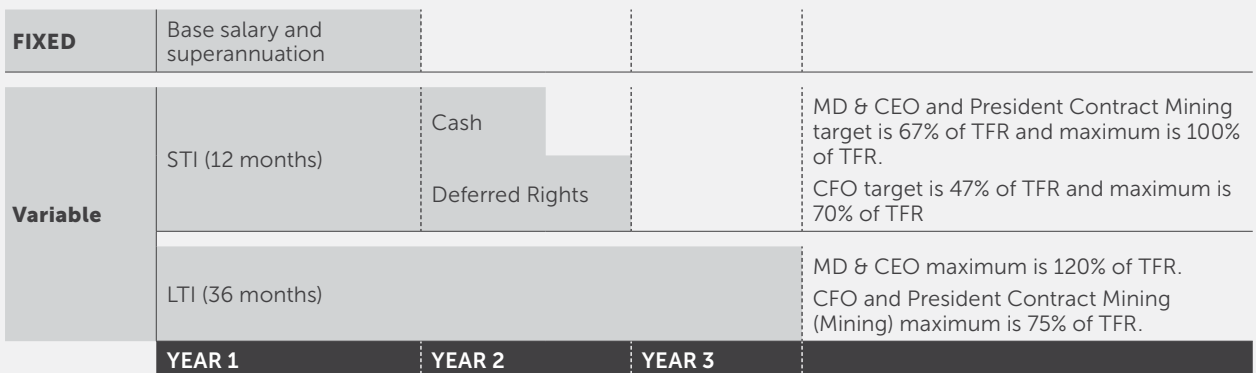 FIXED
Base salary and
superannuation
Variable
STI (12 months)
Cash
Deferred Rights
MD & CEO and President Contract Mining
target is 67% of TFR and maximum is 100%
of TFR.
CFO target is 47% of TFR and maximum is
70% of TFR
LTI (36 months)
MD & CEO maximum is 120% of TFR.
CFO and President Contract Mining
(Mining) maximum is 75% of TFR.
YEAR 1
YEAR 2
YEAR 3